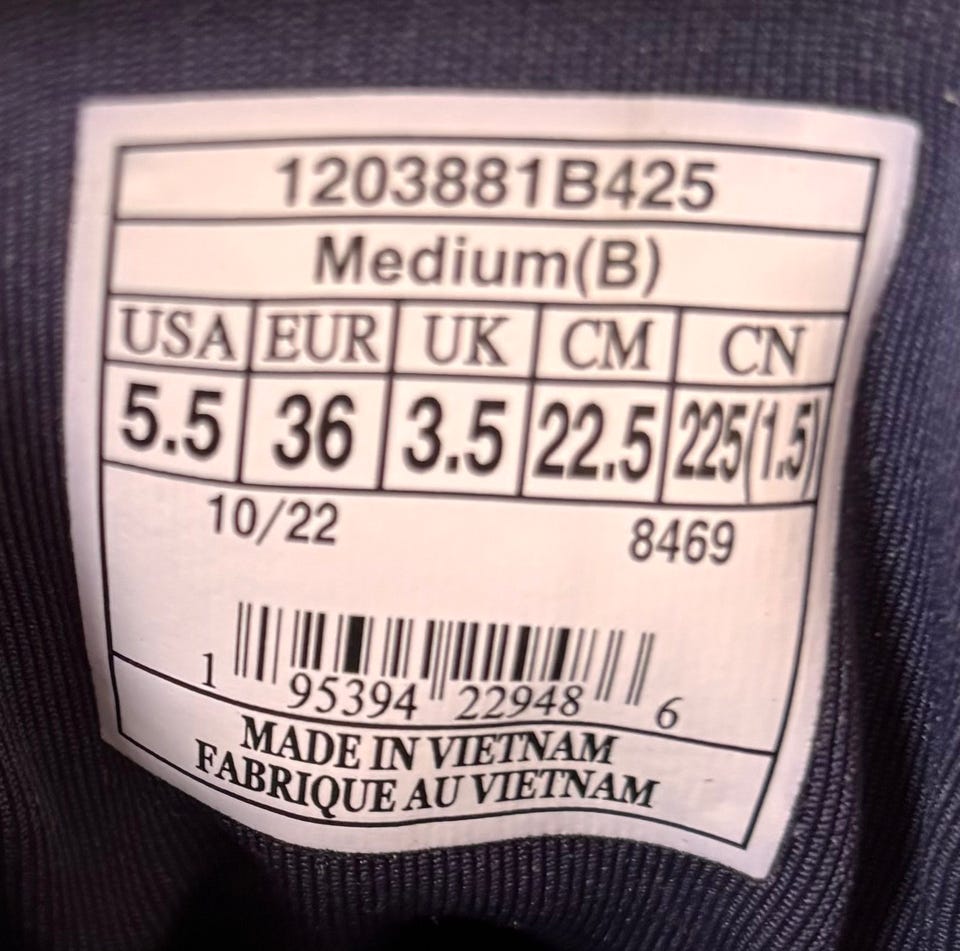 1203881B425
Medium(B)
USA EUR UK CM CN
5.5 36 3.5 22.5 225(1.5)
10/22 8469
1 95394 22948 6
MADE IN VIETNAM
FABRIQUE AU VIETNAM